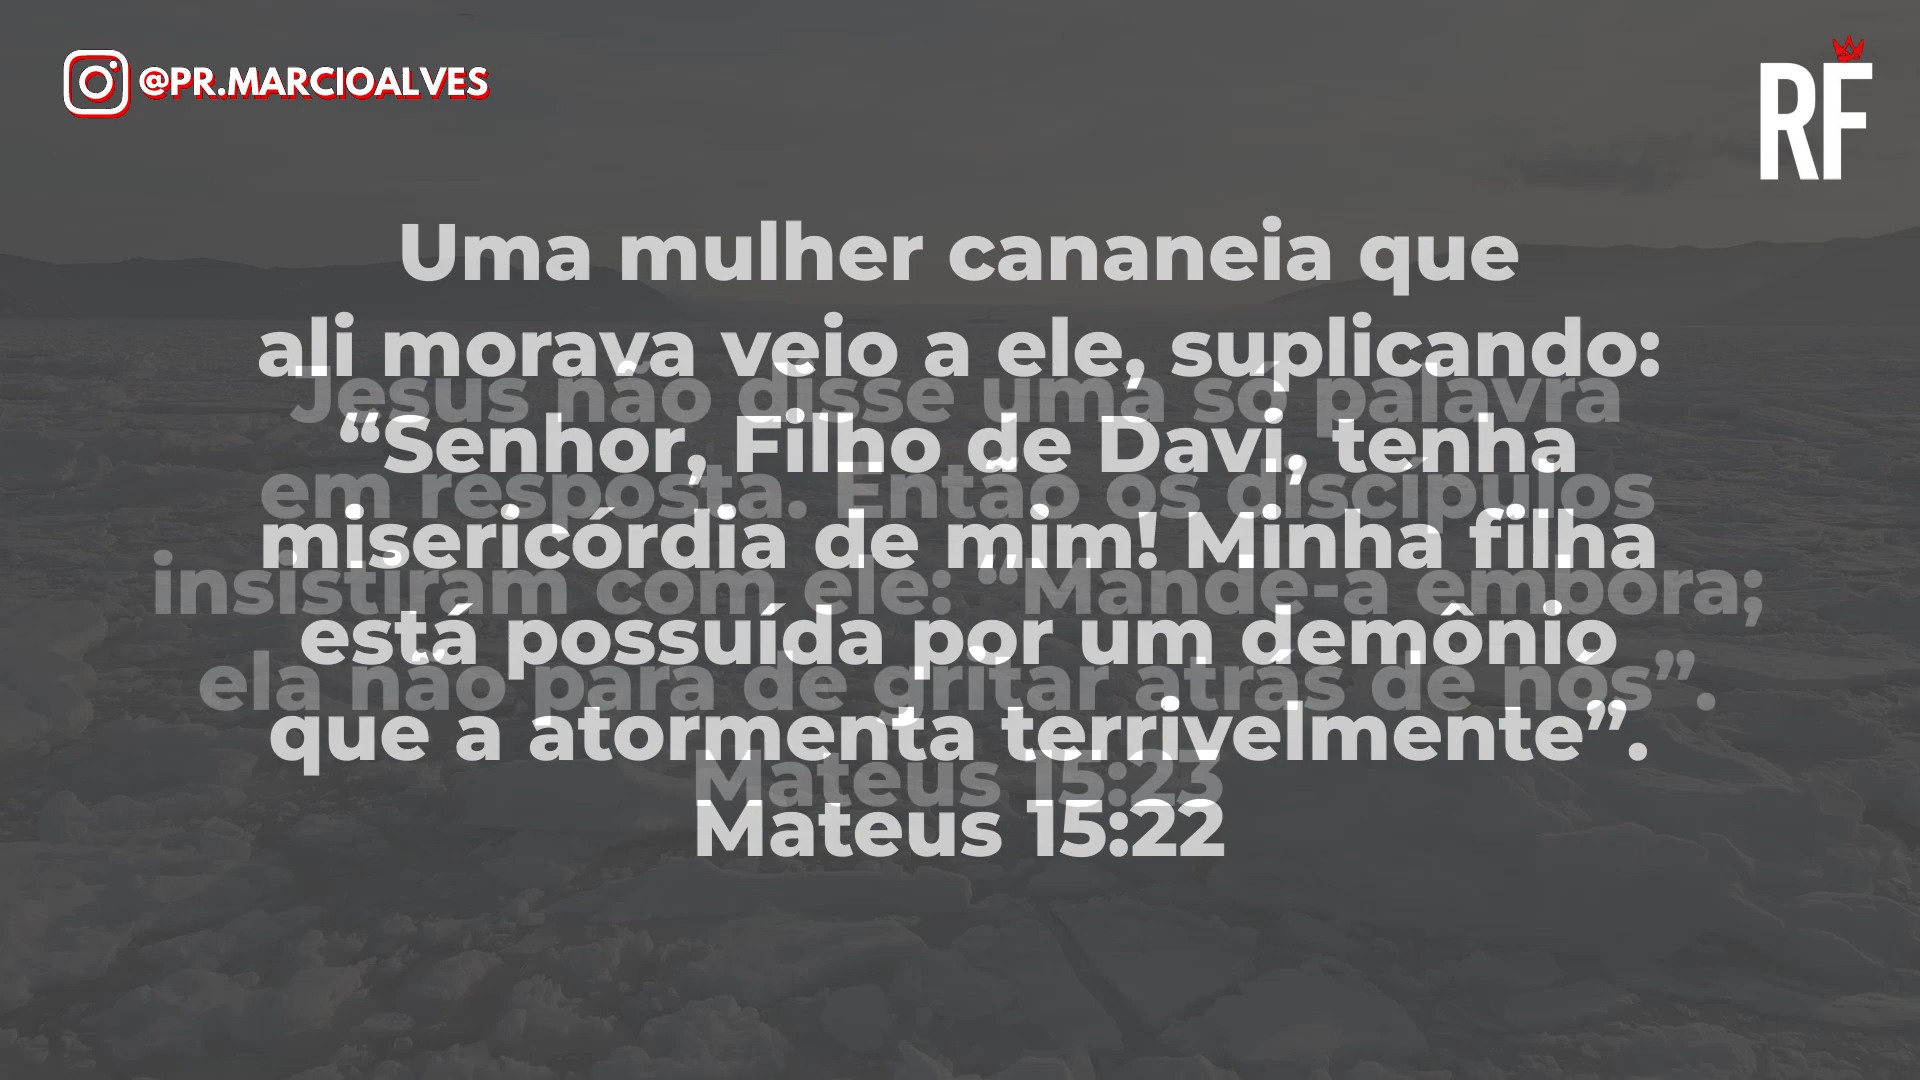 @PR.MARCIOALVES
RF
Uma mulher cananeia que
ali morava veio a ele, suplicando:
“Senhor, Filho de Davi, tenha
misericórdia de mim! Minha filha
está possuída por um demônio
que a atormenta terrivelmente”.
Mateus 15:22
Jesus não disse uma só palavra
em resposta. Então os discípulos
insistiram com ele: “Mande-a embora;
ela não para de gritar atrás de nós”.
Mateus 15:23